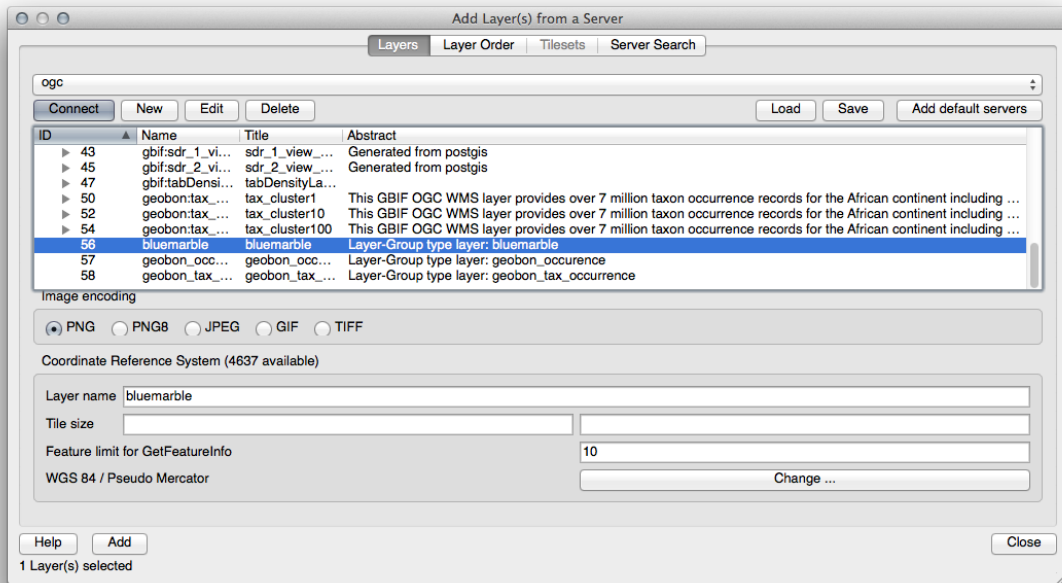 Add Layer(s) from a Server
Layers Layer Order Tilesets Server Search
ogc
Connect New Edit Delete Load Save Add default servers
ID Name Title Abstract
43 gbif:sdr_1_vi... sdr_1_view_... Generated from postgis
45 gbif:sdr_2_vi... sdr_2_view_... Generated from postgis
47 gbif:tabDensi... tabDensityLa...
50 geobon:tax_... tax_cluster1 This GBIF OGC WMS layer provides over 7 million taxon occurrence records for the African continent including ...
52 geobon:tax_... tax_cluster10 This GBIF OGC WMS layer provides over 7 million taxon occurrence records for the African continent including ...
54 geobon:tax_... tax_cluster100 This GBIF OGC WMS layer provides over 7 million taxon occurrence records for the African continent including ...
56 bluemarble bluemarble Layer-Group type layer: bluemarble
57 geobon_occ... geobon_occ... Layer-Group type layer: geobon_occurence
58 geobon_tax_... geobon_tax_... Layer-Group type layer: geobon_tax_occurrence
Image encoding
PNG PNG8 JPEG GIF TIFF
Coordinate Reference System (4637 available)
Layer name bluemarble
Tile size
Feature limit for GetFeatureInfo 10
WGS 84 / Pseudo Mercator Change ...
Help Add Close
1 Layer(s) selected